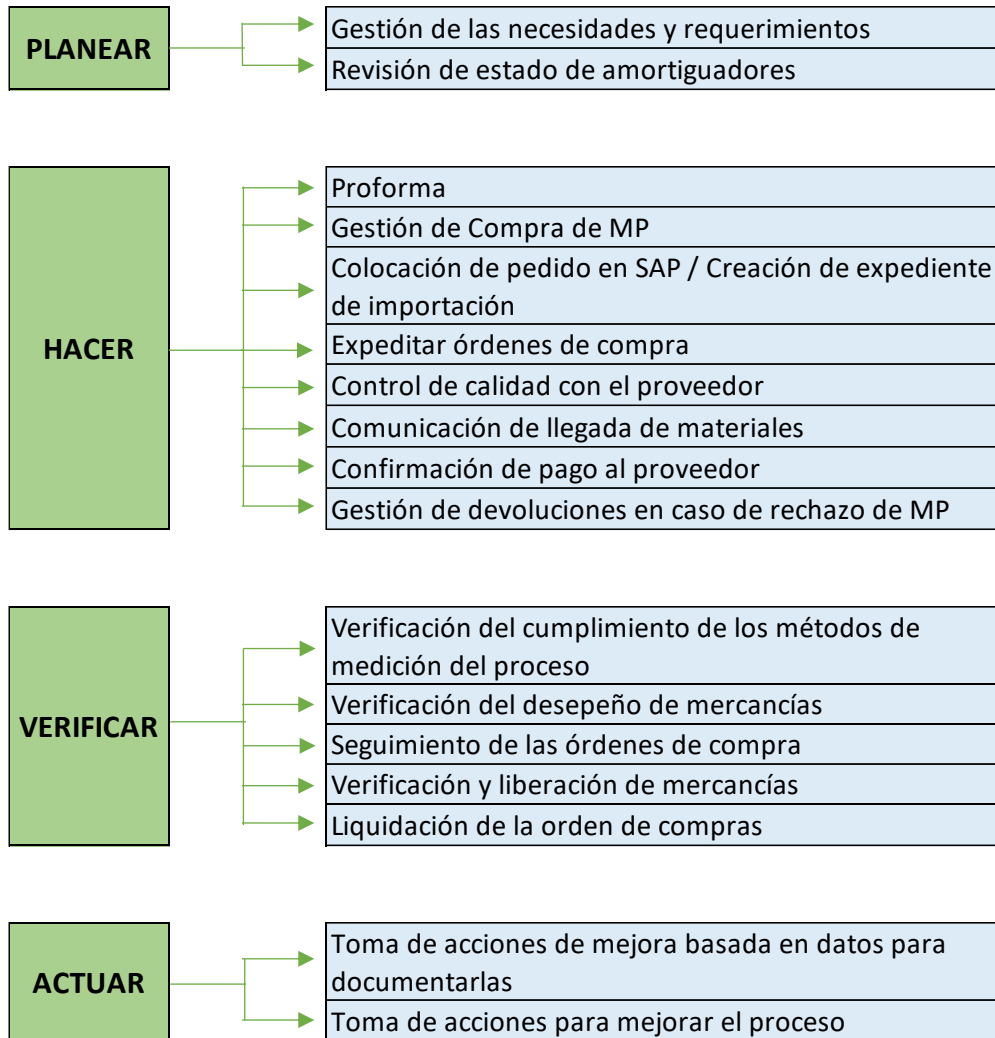 PLANEAR
Gestión de las necesidades y requerimientos
Revisión de estado de amortiguadores
HACER
Proforma
Gestión de Compra de MP
Colocación de pedido en SAP / Creación de expediente
de importación
Expeditar órdenes de compra
Control de calidad con el proveedor
Comunicación de llegada de materiales
Confirmación de pago al proveedor
Gestión de devoluciones en caso de rechazo de MP
VERIFICAR
Verificación del cumplimiento de los métodos de
medición del proceso
Verificación del desepeño de mercancías
Seguimiento de las órdenes de compra
Verificación y liberación de mercancías
Liquidación de la orden de compras
ACTUAR
Toma de acciones de mejora basada en datos para
documentarlas
Toma de acciones para mejorar el proceso